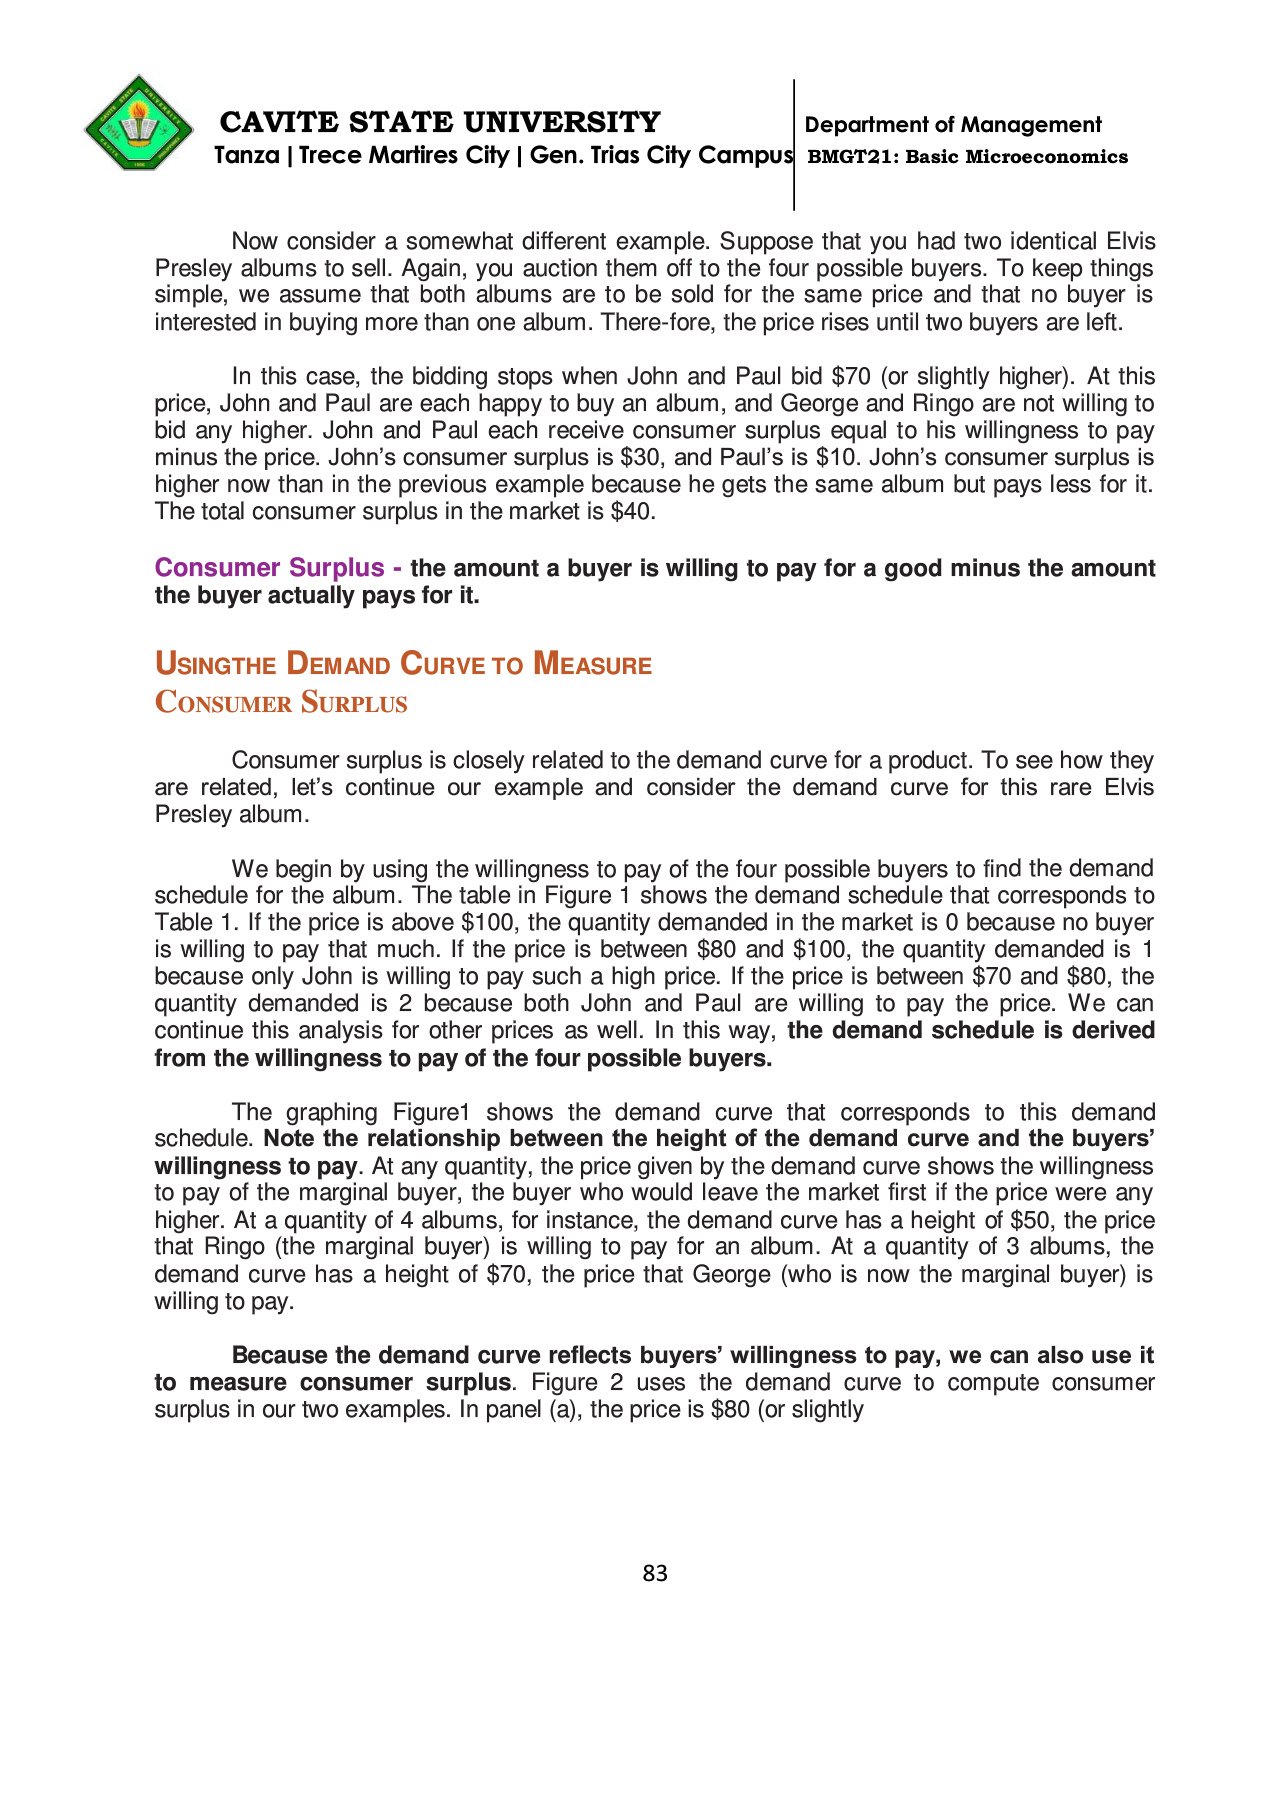 CAVITE STATE UNIVERSITY
Tanza | Trece Martires City | Gen. Trias City Campus
Department of Management
BMGT21: Basic Microeconomics
Now consider a somewhat different example. Suppose that you had two identical Elvis
Presley albums to sell. Again, you auction them off to the four possible buyers. To keep things
simple, we assume that both albums are to be sold for the same price and that no buyer is
interested in buying more than one album. There-fore, the price rises until two buyers are left.
In this case, the bidding stops when John and Paul bid $70 (or slightly higher). At this
price, John and Paul are each happy to buy an album, and George and Ringo are not willing to
bid any higher. John and Paul each receive consumer surplus equal to his willingness to pay
minus the price. John’s consumer surplus is $30, and Paul’s is $10. John’s consumer surplus is
higher now than in the previous example because he gets the same album but pays less for it.
The total consumer surplus in the market is $40.
Consumer Surplus - the amount a buyer is willing to pay for a good minus the amount
the buyer actually pays for it.
USINGTHE DEMAND CURVE TO MEASURE
CONSUMER SURPLUS
Consumer surplus is closely related to the demand curve for a product. To see how they
are related, let’s continue our example and consider the demand curve for this rare Elvis
Presley album.
We begin by using the willingness to pay of the four possible buyers to find the demand
schedule for the album. The table in Figure 1 shows the demand schedule that corresponds to
Table 1. If the price is above $100, the quantity demanded in the market is 0 because no buyer
is willing to pay that much. If the price is between $80 and $100, the quantity demanded is 1
because only John is willing to pay such a high price. If the price is between $70 and $80, the
quantity demanded is 2 because both John and Paul are willing to pay the price. We can
continue this analysis for other prices as well. In this way, the demand schedule is derived
from the willingness to pay of the four possible buyers.
The graphing Figure1 shows the demand curve that corresponds to this demand
schedule. Note the relationship between the height of the demand curve and the buyers’
willingness to pay. At any quantity, the price given by the demand curve shows the willingness
to pay of the marginal buyer, the buyer who would leave the market first if the price were any
higher. At a quantity of 4 albums, for instance, the demand curve has a height of $50, the price
that Ringo (the marginal buyer) is willing to pay for an album. At a quantity of 3 albums, the
demand curve has a height of $70, the price that George (who is now the marginal buyer) is
willing to pay.
Because the demand curve reflects buyers’ willingness to pay, we can also use it
to measure consumer surplus. Figure 2 uses the demand curve to compute consumer
surplus in our two examples. In panel (a), the price is $80 (or slightly
83